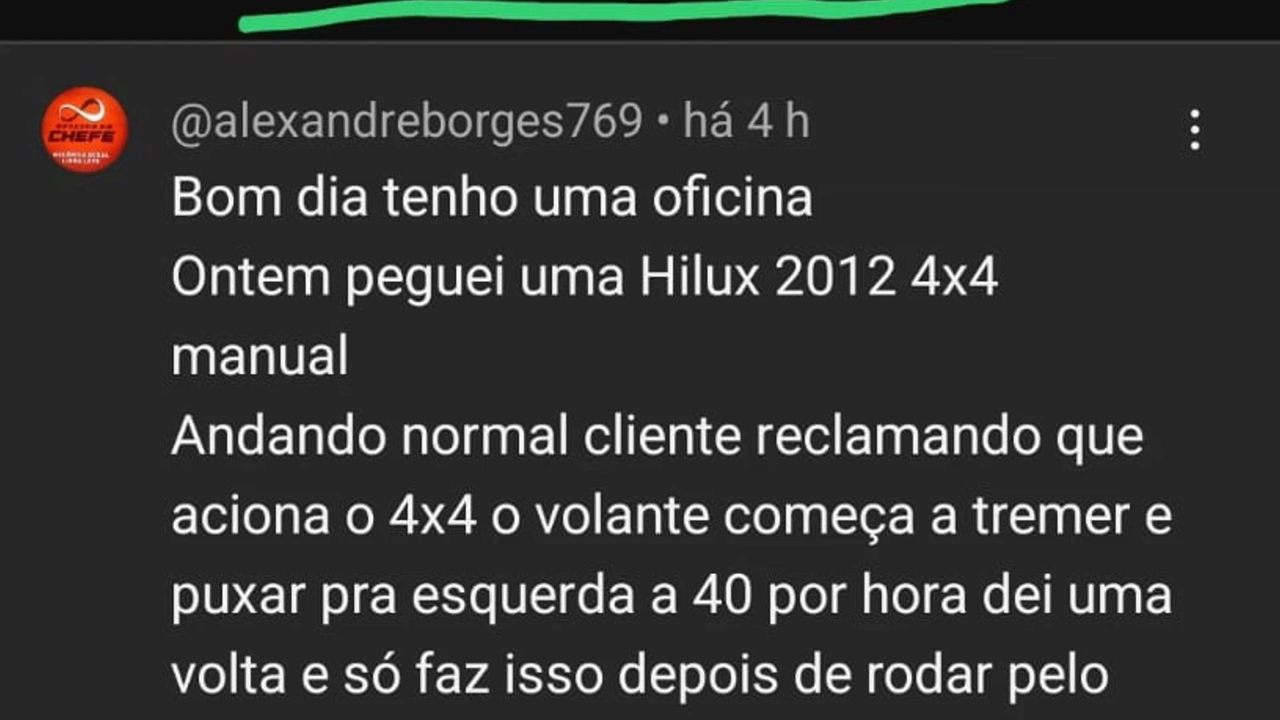 CHEFE
@alexandreborges769 • há 4 h
Bom dia tenho uma oficina
Ontem peguei uma Hilux 2012 4x4
manual
Andando normal cliente reclamando que
aciona o 4x4 o volante começa a tremer e
puxar pra esquerda a 40 por hora dei uma
volta e só faz isso depois de rodar pelo